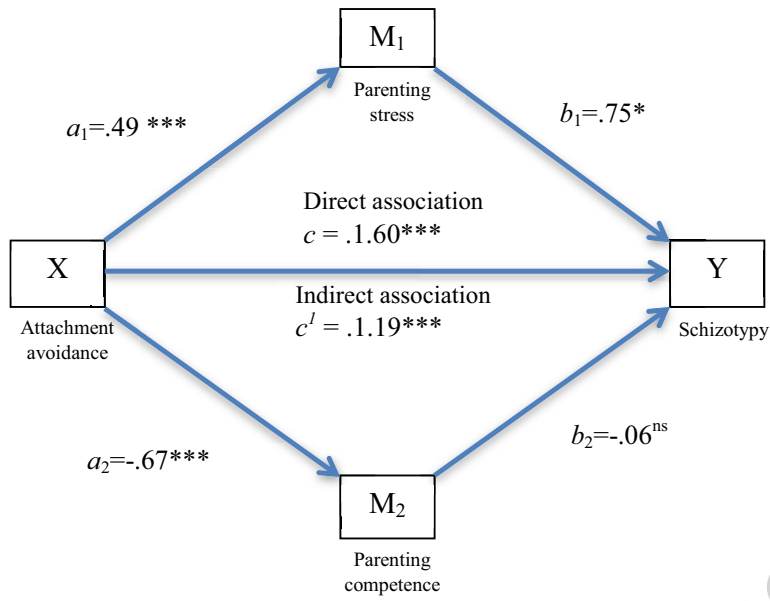 M₁
Parenting
stress
a₁=.49 ***
b₁=.75*
Direct association
c = .1.60***
X
Y
Indirect association
c¹ = .1.19***
Attachment
avoidance
Schizotypy
a₂=-.67***
b₂=-.06ⁿˢ
M₂
Parenting
competence